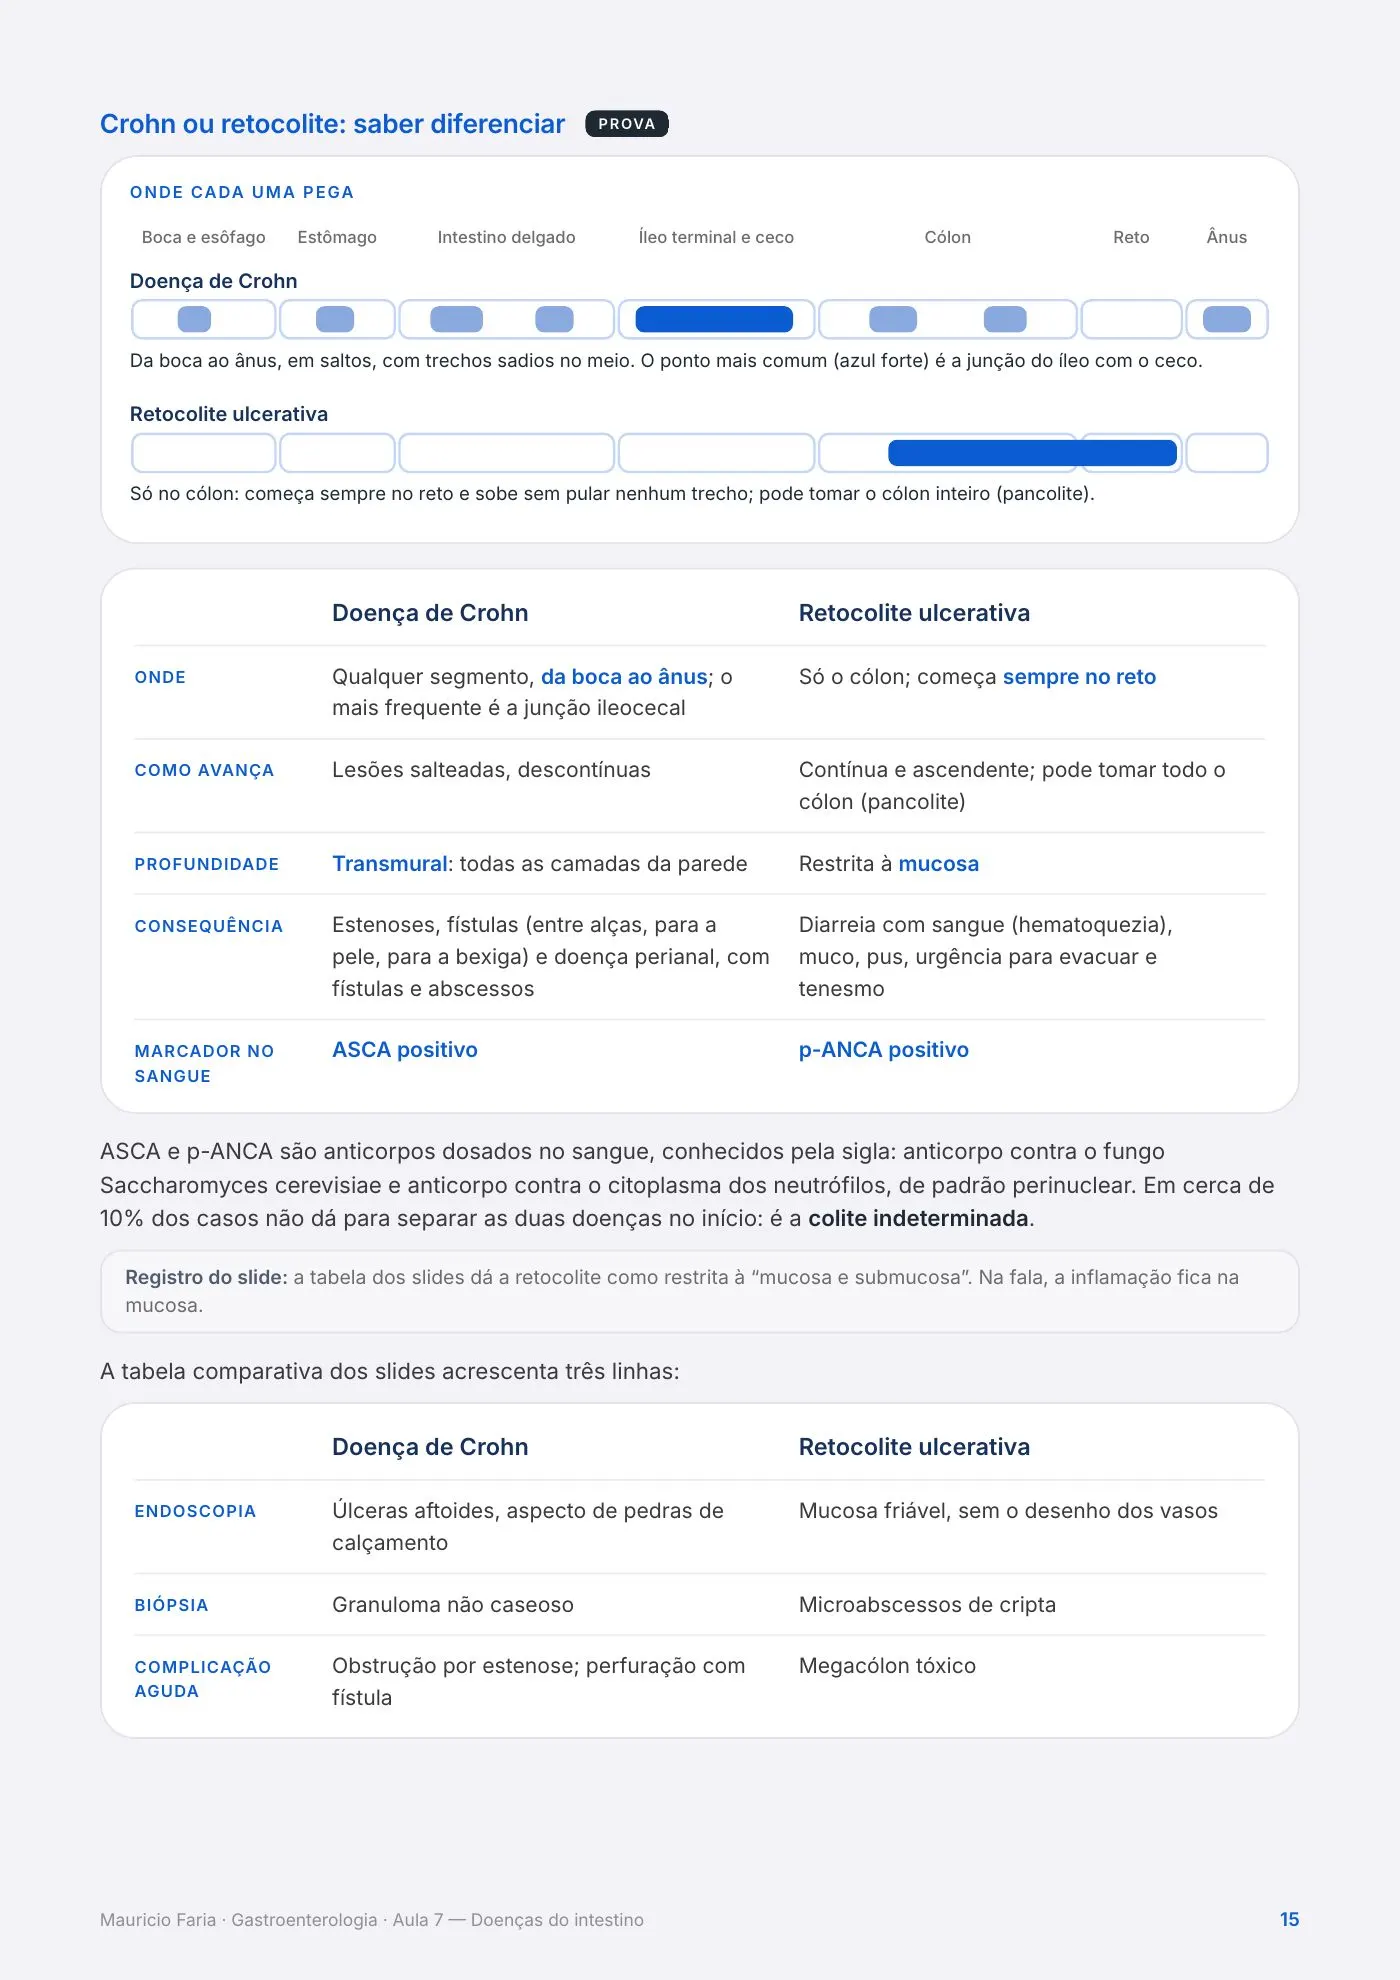 Crohn ou retocolite: saber diferenciar PROVA
ONDE CADA UMA PEGA
Boca e esôfago Estômago Intestino delgado Íleo terminal e ceco Cólon Reto Ânus
Doença de Crohn
Da boca ao ânus, em saltos, com trechos sadios no meio. O ponto mais comum (azul forte) é a junção do íleo com o ceco.
Retocolite ulcerativa
Só no cólon: começa sempre no reto e sobe sem pular nenhum trecho; pode tomar o cólon inteiro (pancolite).
Doença de Crohn Retocolite ulcerativa
ONDE Qualquer segmento, da boca ao ânus; o Só o cólon; começa sempre no reto
mais frequente é a junção ileocecal
COMO AVANÇA Lesões salteadas, descontínuas Contínua e ascendente; pode tomar todo o
cólon (pancolite)
PROFUNDIDADE Transmural: todas as camadas da parede Restrita à mucosa
CONSEQUÊNCIA Estenoses, fístulas (entre alças, para a Diarreia com sangue (hematoquezia),
pele, para a bexiga) e doença perianal, com muco, pus, urgência para evacuar e
fístulas e abscessos tenesmo
MARCADOR NO ASCA positivo p-ANCA positivo
SANGUE
ASCA e p-ANCA são anticorpos dosados no sangue, conhecidos pela sigla: anticorpo contra o fungo
Saccharomyces cerevisiae e anticorpo contra o citoplasma dos neutrófilos, de padrão perinuclear. Em cerca de
10% dos casos não dá para separar as duas doenças no início: é a colite indeterminada.
Registro do slide: a tabela dos slides dá a retocolite como restrita à “mucosa e submucosa”. Na fala, a inflamação fica na
mucosa.
A tabela comparativa dos slides acrescenta três linhas:
Doença de Crohn Retocolite ulcerativa
ENDOSCOPIA Úlceras aftoides, aspecto de pedras de Mucosa friável, sem o desenho dos vasos
calçamento
BIÓPSIA Granuloma não caseoso Microabscessos de cripta
COMPLICAÇÃO Obstrução por estenose; perfuração com Megacólon tóxico
AGUDA fístula
Mauricio Faria · Gastroenterologia · Aula 7 — Doenças do intestino 15